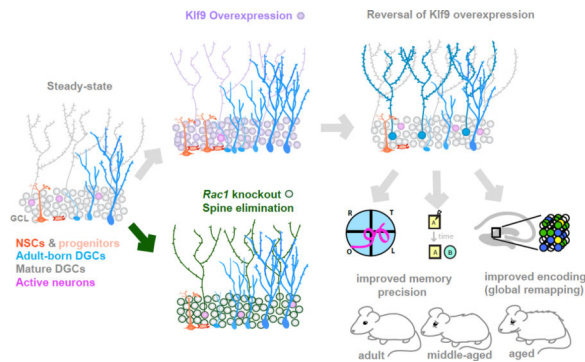 Klf9 Overexpression
Reversal of Klf9 overexpression
Steady-state
GCL
NSCs & progenitors
Adult-born DGCs
Mature DGCs
Active neurons
Rac1 knockout
Spine elimination
R T
O L
A
time
A B
improved memory
precision
improved encoding
(global remapping)
adult
middle-aged
aged